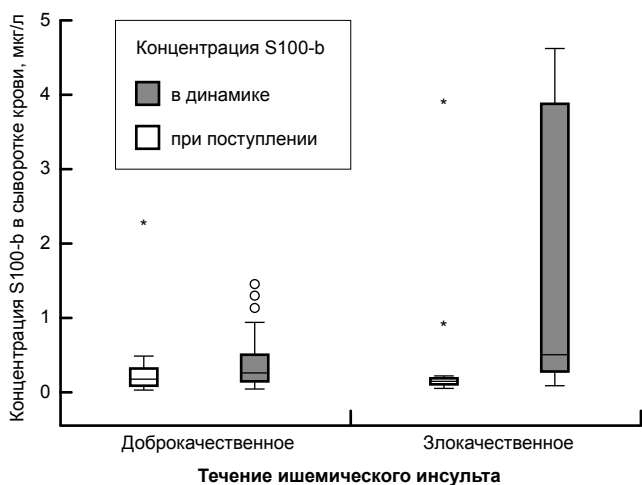 Концентрация S100-b в сыворотке крови, мкг/л
5
4
3
2
1
0
Концентрация S100-b
в динамике
при поступлении
*
*
*
Доброкачественное
Злокачественное
Течение ишемического инсульта